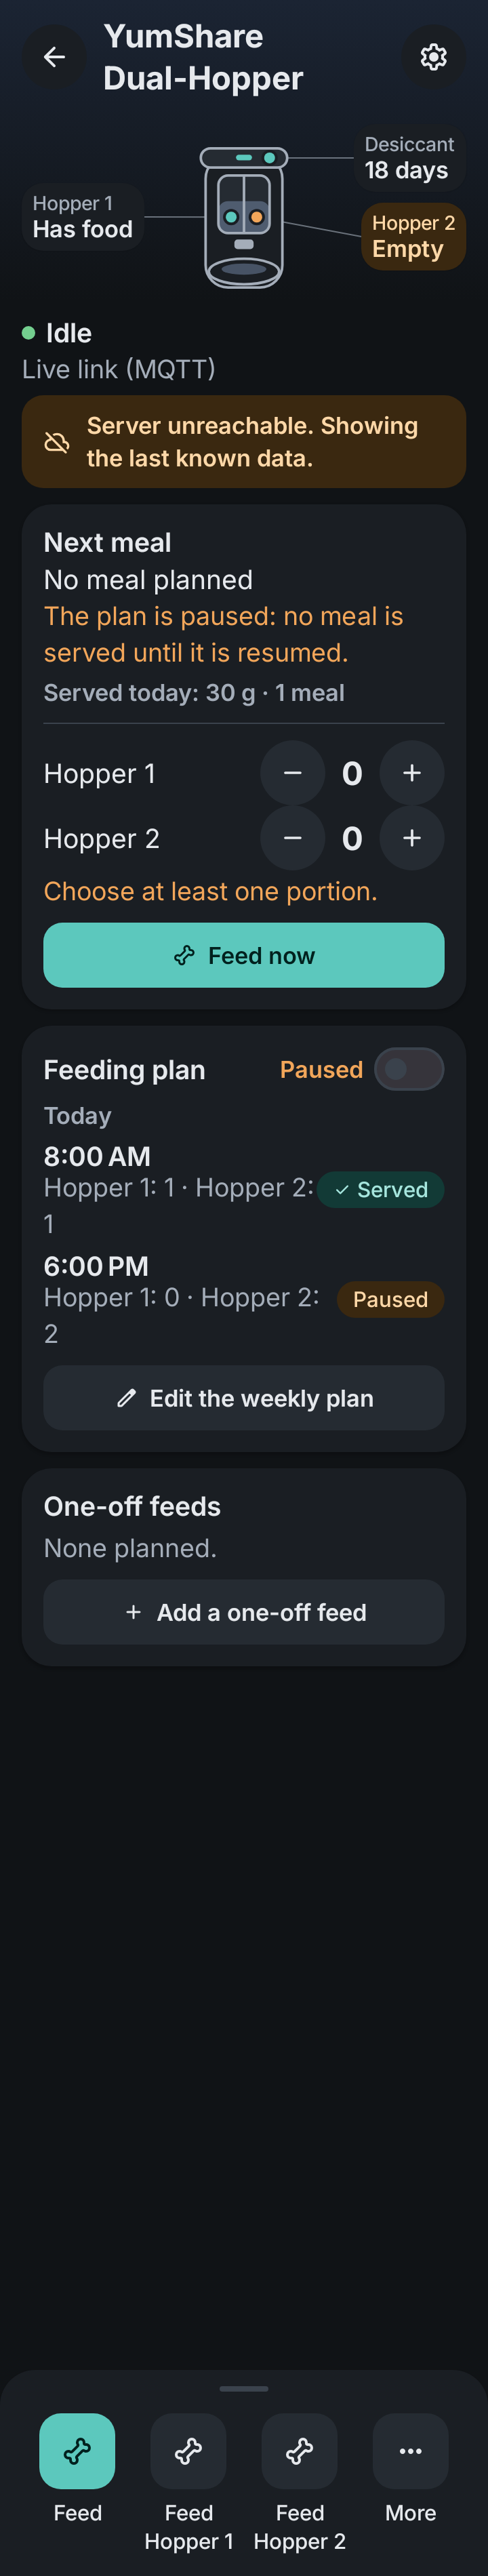 YumShare
Dual-Hopper
Desiccant
18 days
Hopper 1
Has food
Hopper 2
Empty
Idle
Live link (MQTT)
Server unreachable. Showing
the last known data.
Next meal
No meal planned
The plan is paused: no meal is
served until it is resumed.
Served today: 30 g · 1 meal
Hopper 1
− 0 +
Hopper 2
− 0 +
Choose at least one portion.
Feed now
Feeding plan
Paused
Today
8:00 AM
Hopper 1: 1 · Hopper 2:
1
Served
6:00 PM
Hopper 1: 0 · Hopper 2:
2
Paused
Edit the weekly plan
One-off feeds
None planned.
+ Add a one-off feed
Feed
Feed
Hopper 1
Feed
Hopper 2
More